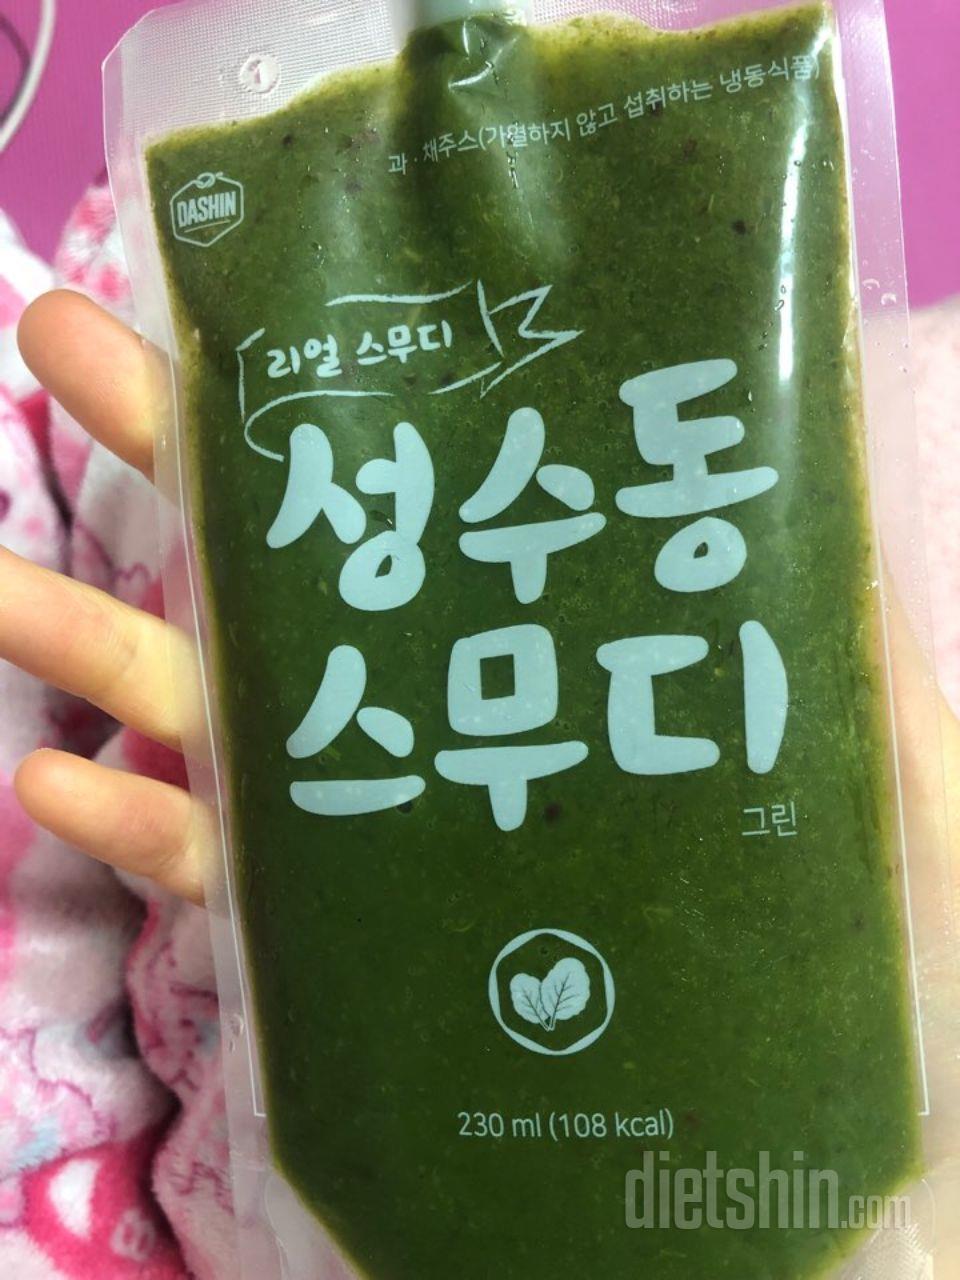 과·채주스(가열하지 않고 섭취하는 냉동식품)
DASHIN
리얼 스무디
성수동
스무디
그린
230 ml (108 kcal)
dietshin.com